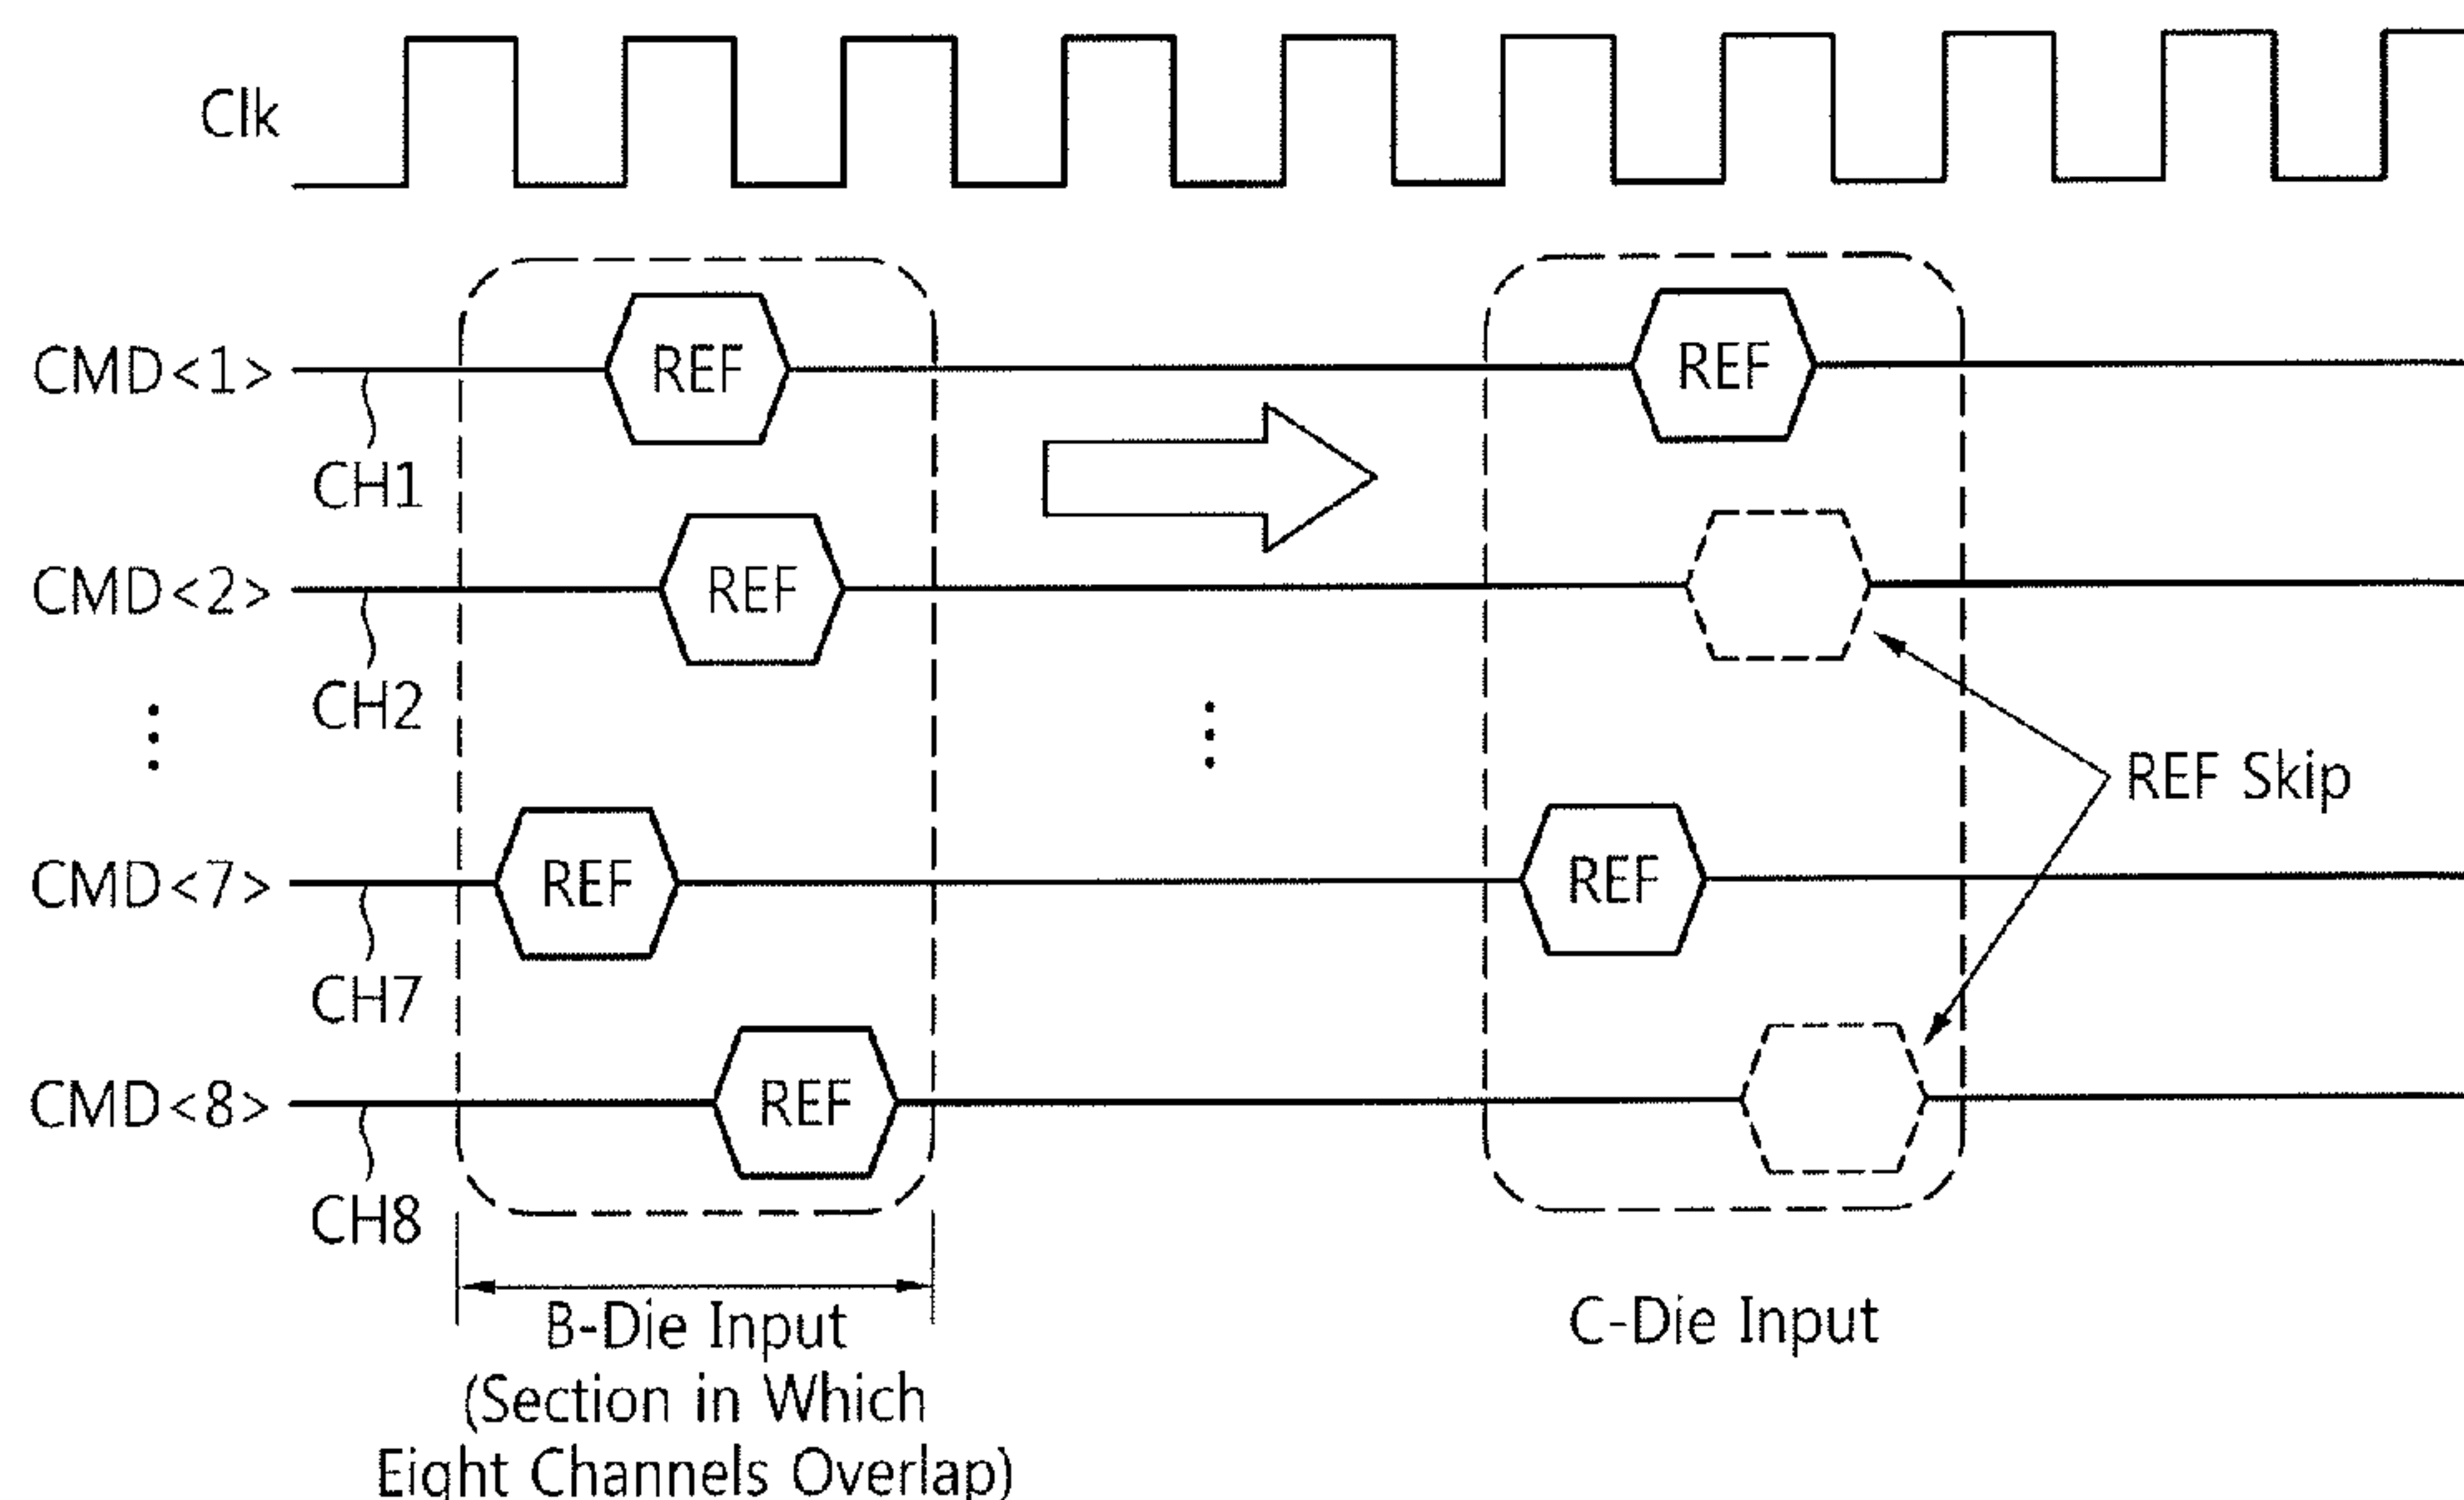 Clk
CMD<1>
REF
REF
CH1
CMD<2>
REF
CH2
REF Skip
CMD<7>
REF
REF
CH7
CMD<8>
REF
CH8
B-Die Input
(Section in Which
Eight Channels Overlap)
C-Die Input